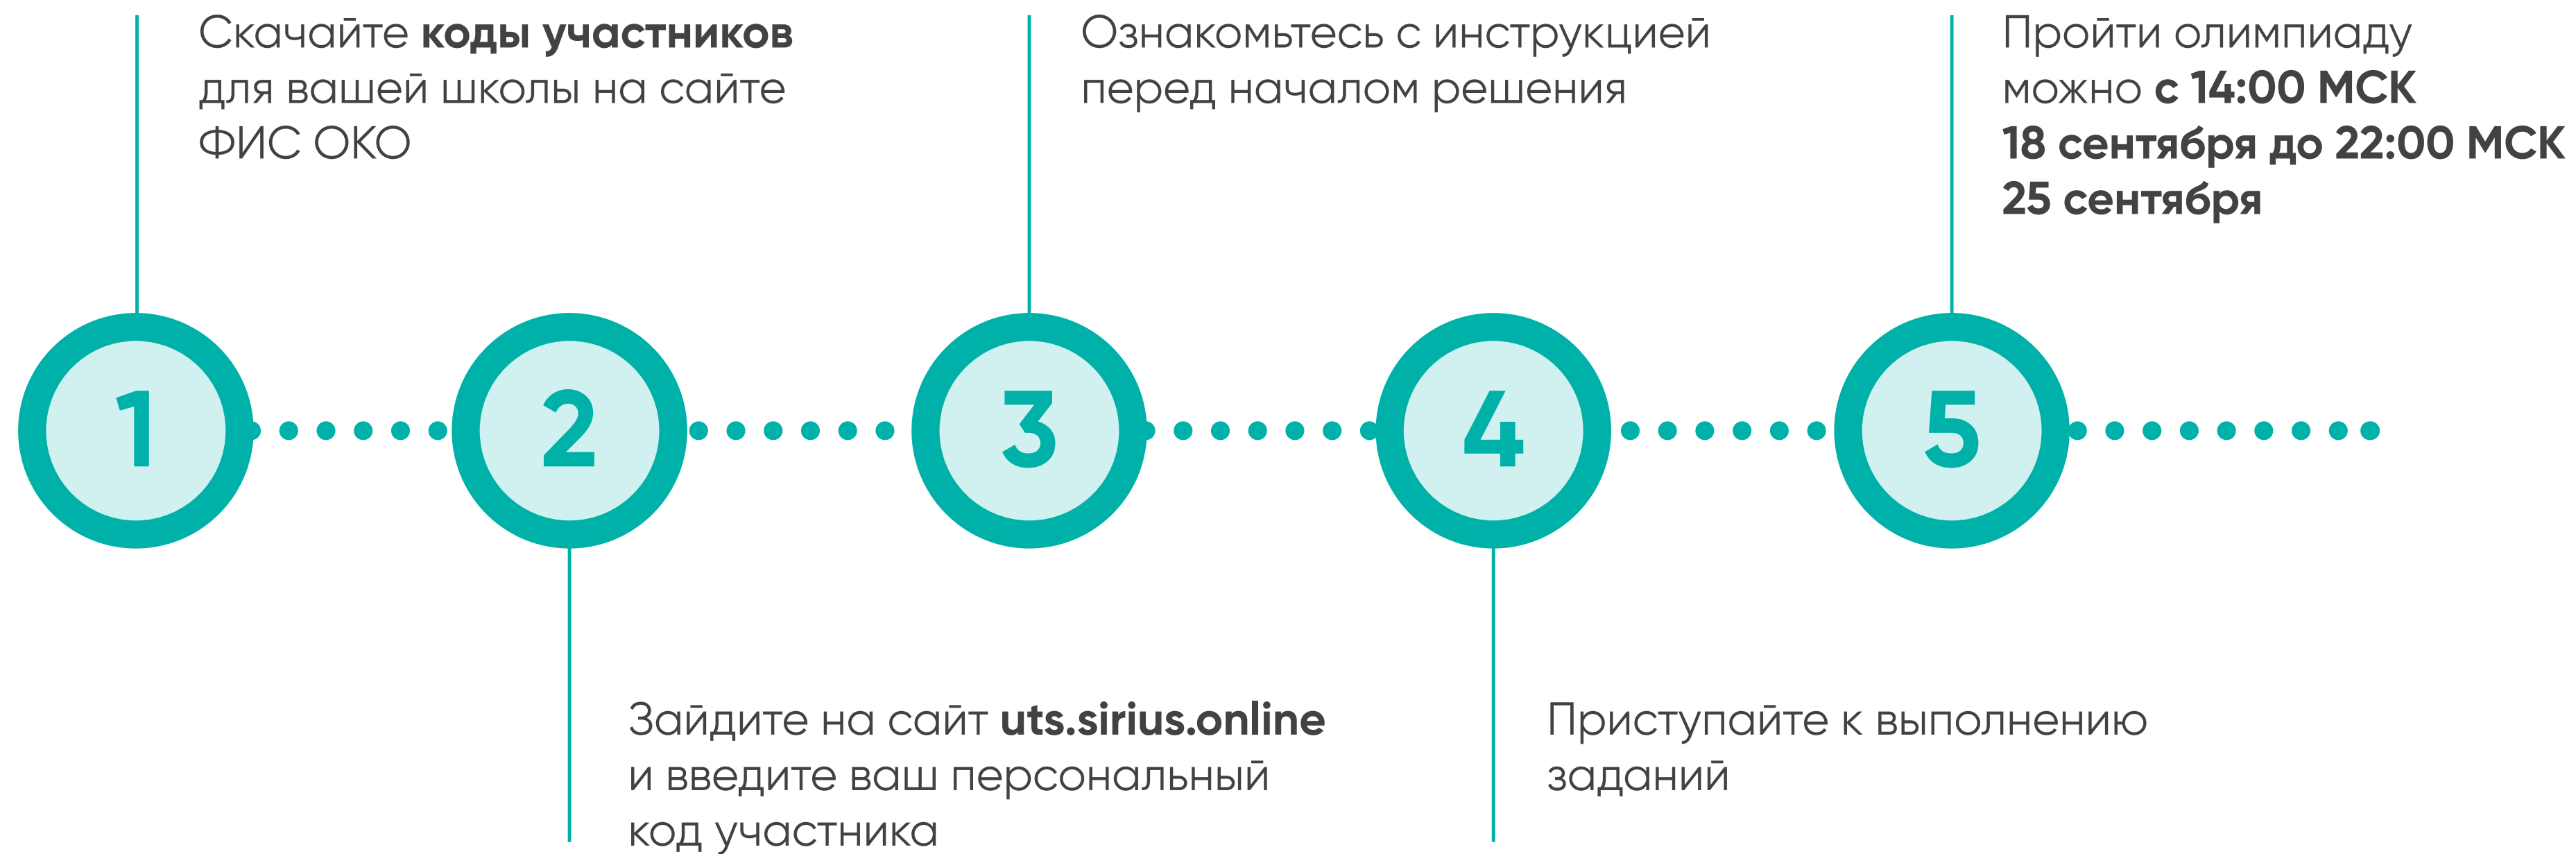 Скачайте коды участников
для вашей школы на сайте
ФИС ОКО
Ознакомьтесь с инструкцией
перед началом решения
Пройти олимпиаду
можно с 14:00 МСК
18 сентября до 22:00 МСК
25 сентября
1
2
3
4
5
Зайдите на сайт uts.sirius.online
и введите ваш персональный
код участника
Приступайте к выполнению
заданий